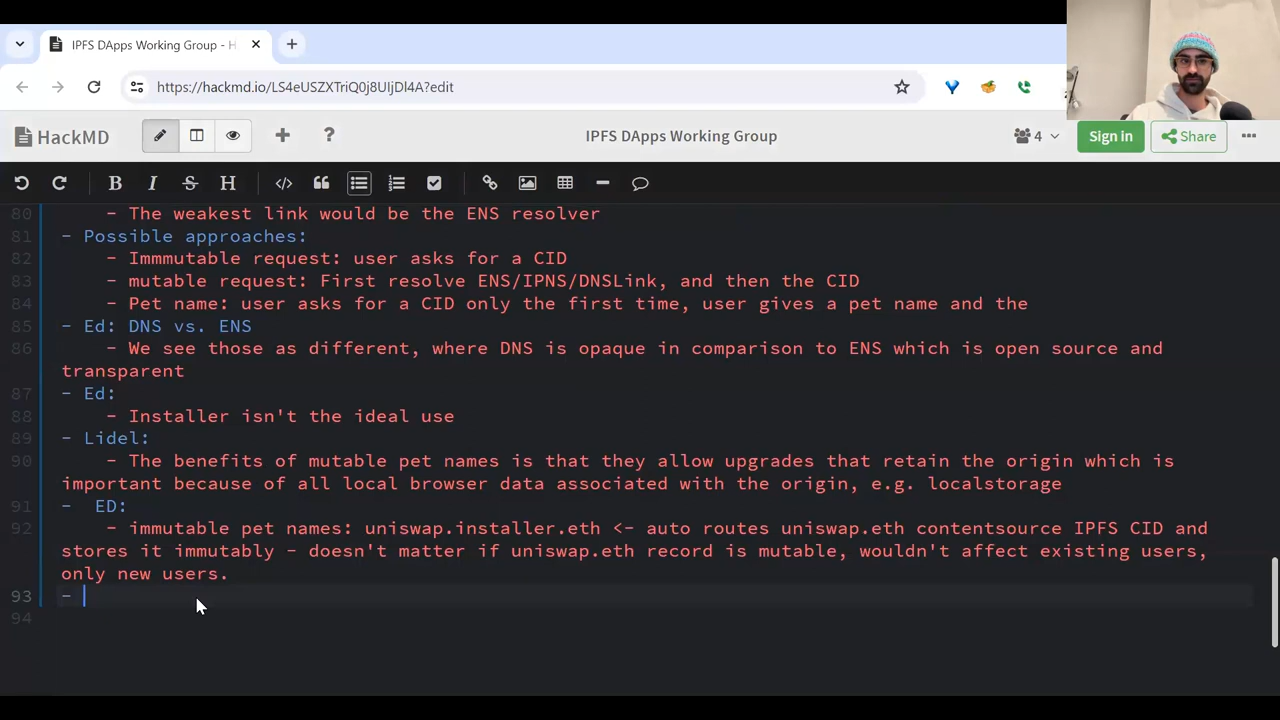 IPFS DApps Working Group - H
https://hackmd.io/LS4eUSZXTriQ0j8UIjDl4A?edit
HackMD
IPFS DApps Working Group
4
Sign in
Share
80 - The weakest link would be the ENS resolver
81 - Possible approaches:
82 - Immmutable request: user asks for a CID
83 - mutable request: First resolve ENS/IPNS/DNSLink, and then the CID
84 - Pet name: user asks for a CID only the first time, user gives a pet name and the
85 - Ed: DNS vs. ENS
86 - We see those as different, where DNS is opaque in comparison to ENS which is open source and
transparent
87 - Ed:
88 - Installer isn't the ideal use
89 - Lidel:
90 - The benefits of mutable pet names is that they allow upgrades that retain the origin which is
important because of all local browser data associated with the origin, e.g. localstorage
91 - ED:
92 - immutable pet names: uniswap.installer.eth <- auto routes uniswap.eth contentsource IPFS CID and
stores it immutably - doesn't matter if uniswap.eth record is mutable, wouldn't affect existing users,
only new users.
93 -
94